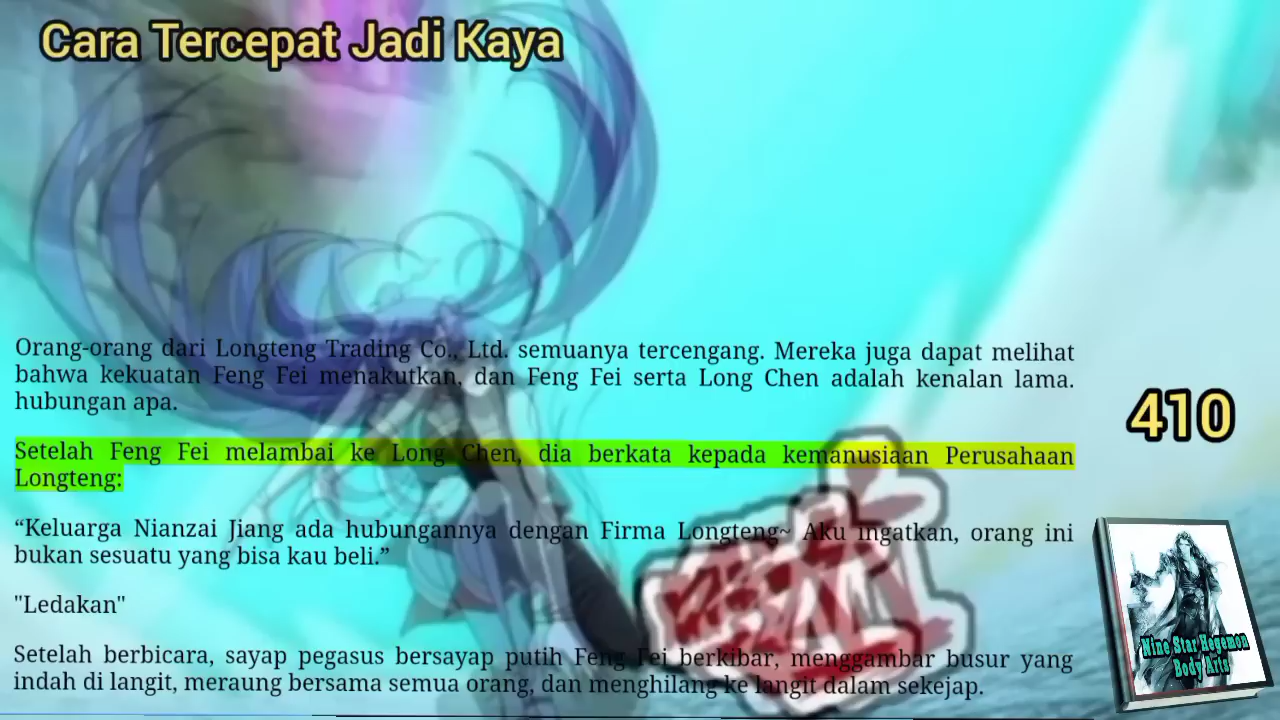 Cara Tercepat Jadi Kaya
Orang-orang dari Longteng Trading Co., Ltd. semuanya tercengang. Mereka juga dapat melihat
bahwa kekuatan Feng Fei menakutkan, dan Feng Fei serta Long Chen adalah kenalan lama.
hubungan apa.
Setelah Feng Fei melambai ke Long Chen, dia berkata kepada kemanusiaan Perusahaan
Longteng:
“Keluarga Nianzai Jiang ada hubungannya dengan Firma Longteng~ Aku ingatkan, orang ini
bukan sesuatu yang bisa kau beli.”
"Ledakan"
Setelah berbicara, sayap pegasus bersayap putih Feng Fei berkibar, menggambar busur yang
indah di langit, meraung bersama semua orang, dan menghilang ke langit dalam sekejap.
410
Nine Star Hegemon
Body Arts